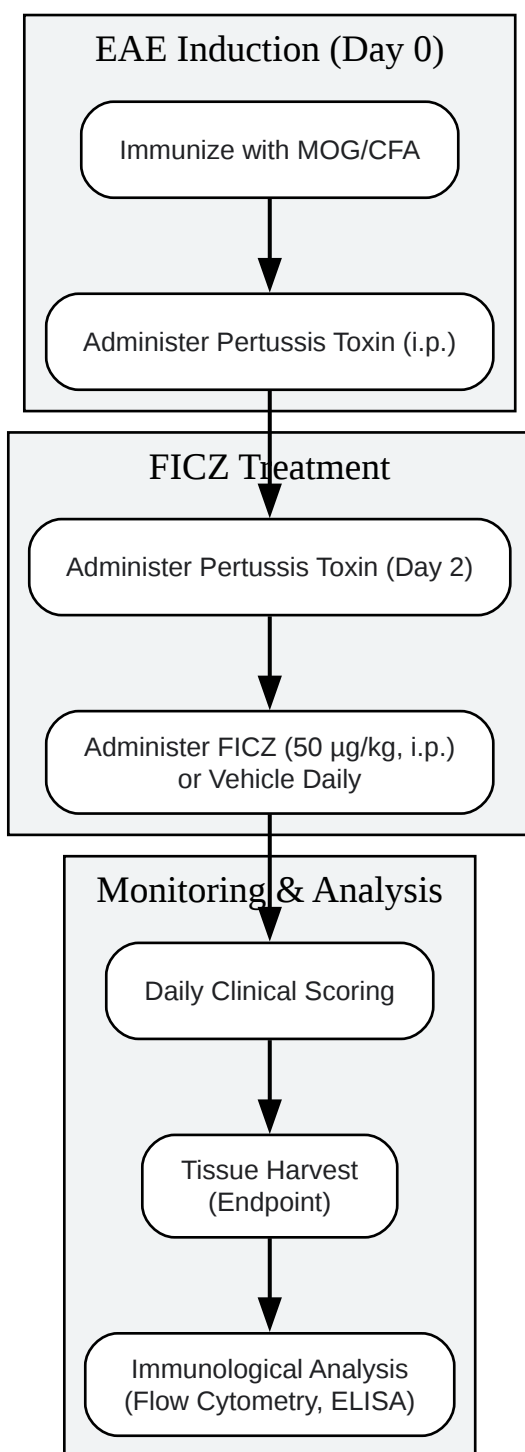 EAE Induction (Day 0)
Immunize with MOG/CFA
Administer Pertussis Toxin (i.p.)
FICZ Treatment
Administer Pertussis Toxin (Day 2)
Administer FICZ (50 µg/kg, i.p.)
or Vehicle Daily
Monitoring & Analysis
Daily Clinical Scoring
Tissue Harvest
(Endpoint)
Immunological Analysis
(Flow Cytometry, ELISA)